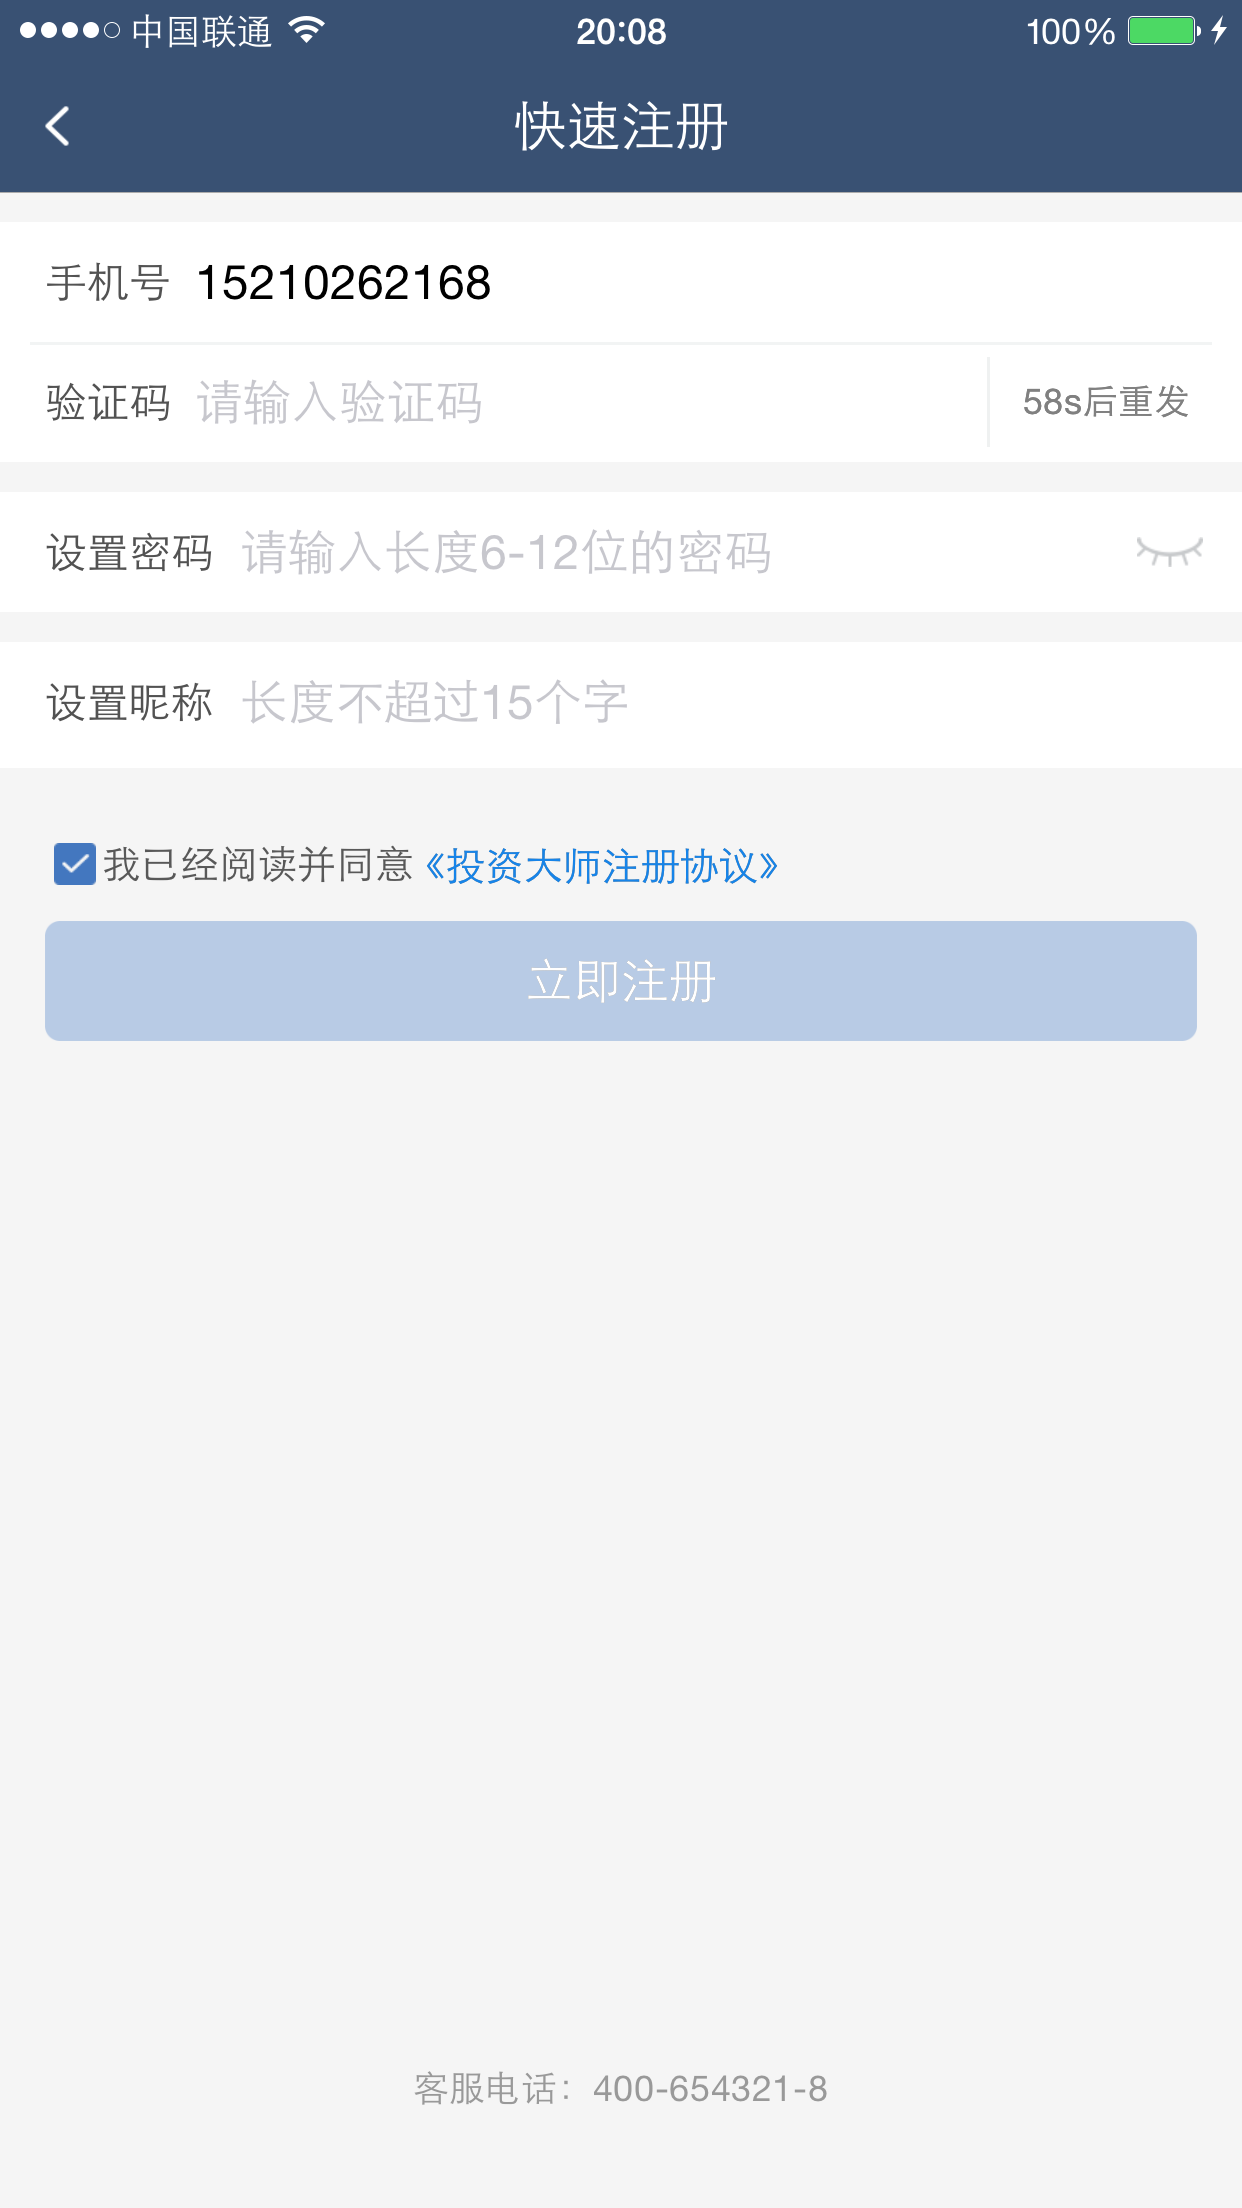 中国联通 20:08 100%
快速注册
手机号 15210262168
验证码 请输入验证码 58s后重发
设置密码 请输入长度6-12位的密码
设置昵称 长度不超过15个字
我已经阅读并同意《投资大师注册协议》
立即注册
客服电话：400-654321-8